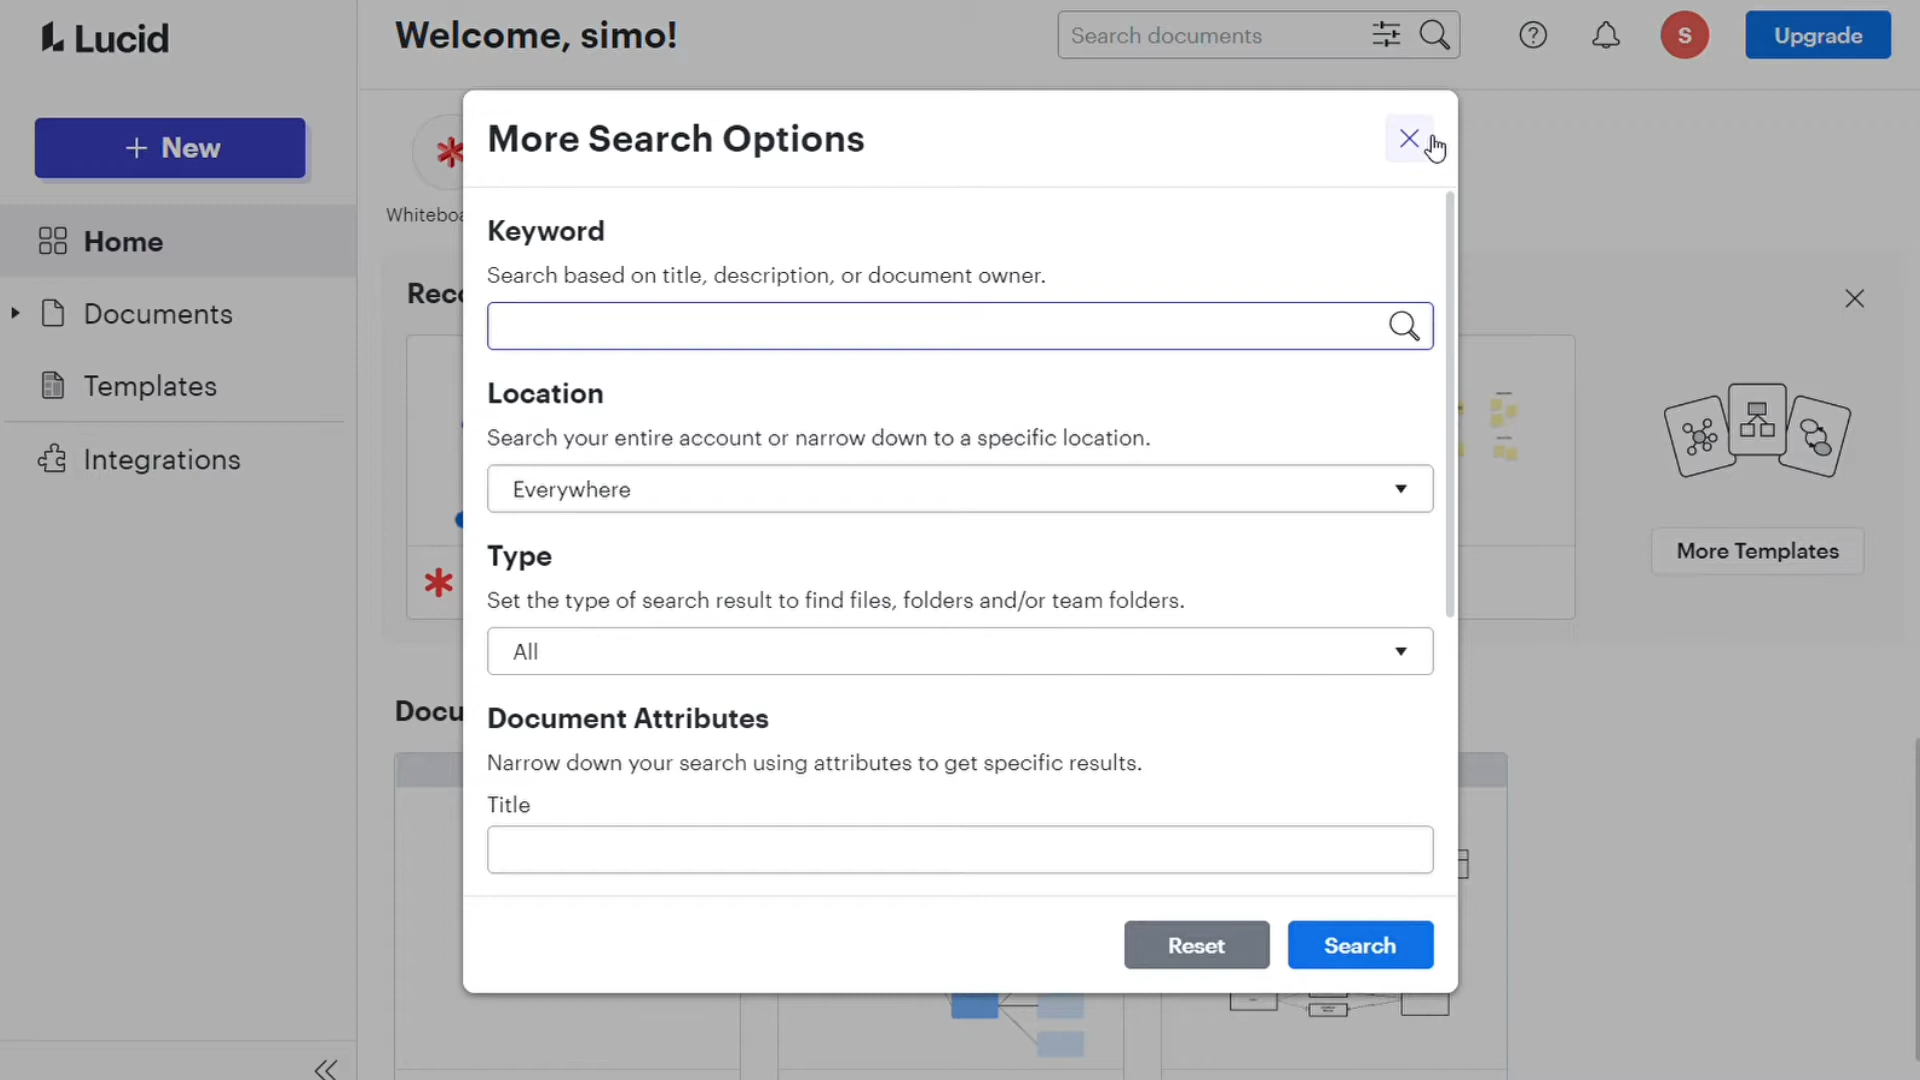 Lucid
Welcome, simo!
Search documents
S
Upgrade
+ New
More Search Options
Whiteboa
Home
Keyword
Search based on title, description, or document owner.
Reco
Documents
Templates
Location
Search your entire account or narrow down to a specific location.
Integrations
Everywhere
Type
More Templates
Set the type of search result to find files, folders and/or team folders.
All
Docu
Document Attributes
Narrow down your search using attributes to get specific results.
Title
Reset
Search